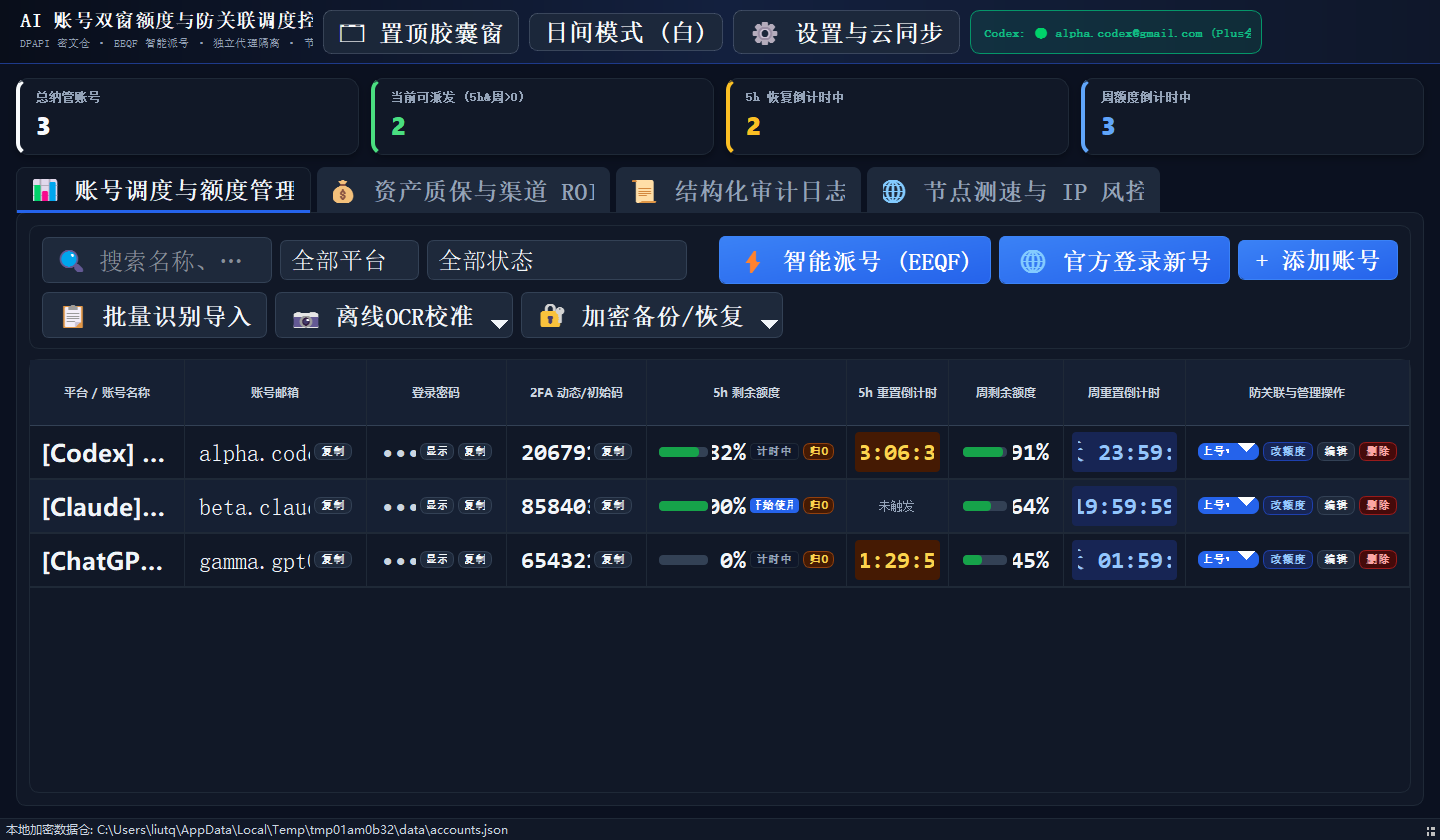 AI 账号双窗额度与防关联调度控
DPAPI 密文仓 · EEQF 智能派号 · 独立代理隔离 · 节
置顶胶囊窗
日间模式 (白)
设置与云同步
Codex: alpha.codex@gmail.com (Plus
总纳管账号
3
当前可派发 (5h&周>0)
2
5h 恢复倒计时中
2
周额度倒计时中
3
账号调度与额度管理
资产质保与渠道 ROI
结构化审计日志
节点测速与 IP 风控
搜索名称、…
全部平台
全部状态
智能派号 (EEQF)
官方登录新号
+ 添加账号
批量识别导入
离线OCR校准
加密备份/恢复
平台 / 账号名称 账号邮箱 登录密码 2FA 动态/初始码 5h 剩余额度 5h 重置倒计时 周剩余额度 周重置倒计时 防关联与管理操作
[Codex] ... alpha.cod 复制 ••• 显示 复制 20679 复制 32% 计时中 归0 3:06:3 91% 23:59: 上号 改额度 编辑 删除
[Claude]... beta.clau 复制 ••• 显示 复制 85840 复制 00% 开始使用 归0 未触发 64% 19:59:59 上号 改额度 编辑 删除
[ChatGP... gamma.gpt 复制 ••• 显示 复制 65432 复制 0% 计时中 归0 1:29:5 45% 01:59: 上号 改额度 编辑 删除
本地加密数据仓: C:\Users\liutq\AppData\Local\Temp\tmp01am0b32\data\accounts.json